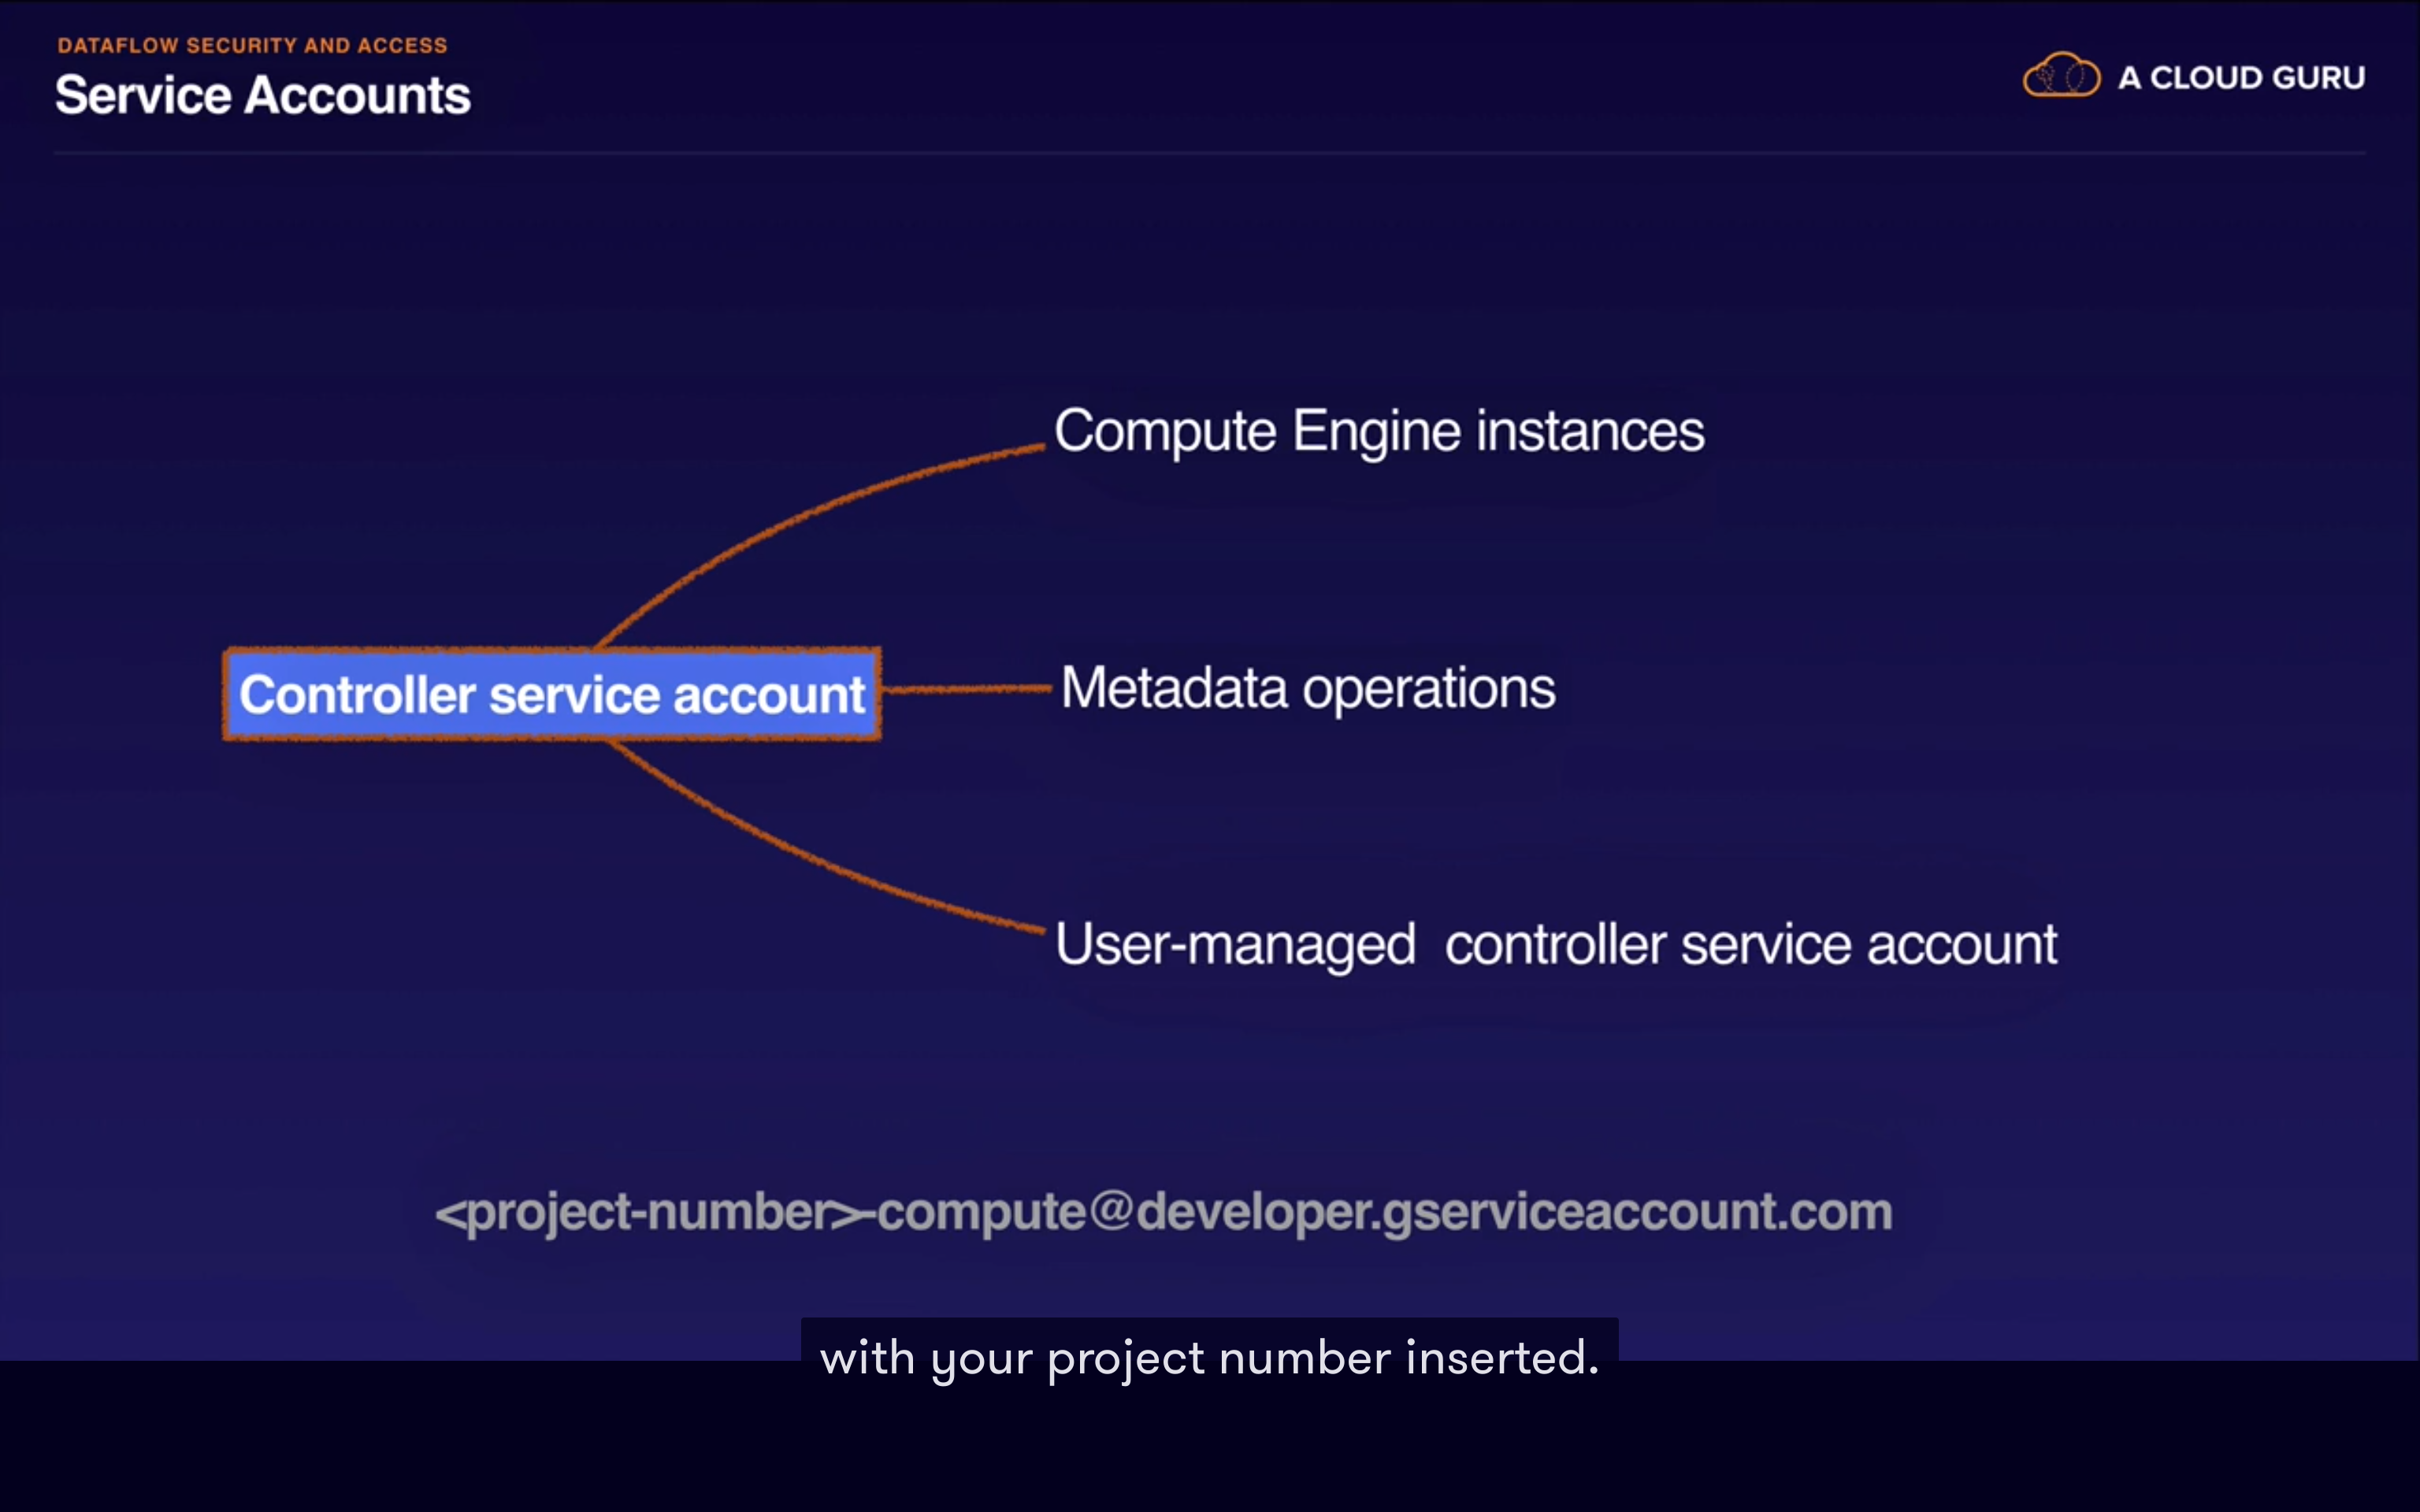 DATAFLOW SECURITY AND ACCESS
Service Accounts
A CLOUD GURU
Compute Engine instances
Controller service account
Metadata operations
User-managed controller service account
<project-number>-compute@developer.gserviceaccount.com
with your project number inserted.